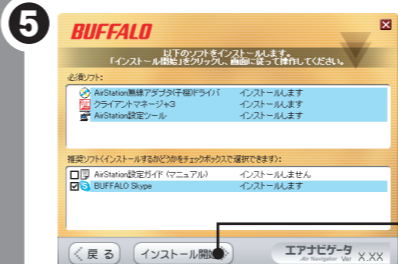 5
BUFFALO
以下のソフトをインストールします。
「インストール開始」をクリックし、画面に従って操作してください。
必須ソフト:
AirStation無線アダプタ(子機)ドライバ インストールします
クライアントマネージャ3 インストールします
AirStation設定ツール インストールします
推奨ソフト(インストールするかどうかをチェックボックスで選択できます):
AirStation設定ガイド (マニュアル) インストールしません
BUFFALO Skype インストールします
戻る
インストール開始
エアナビゲータ
Air Navigator Ver. X.XX